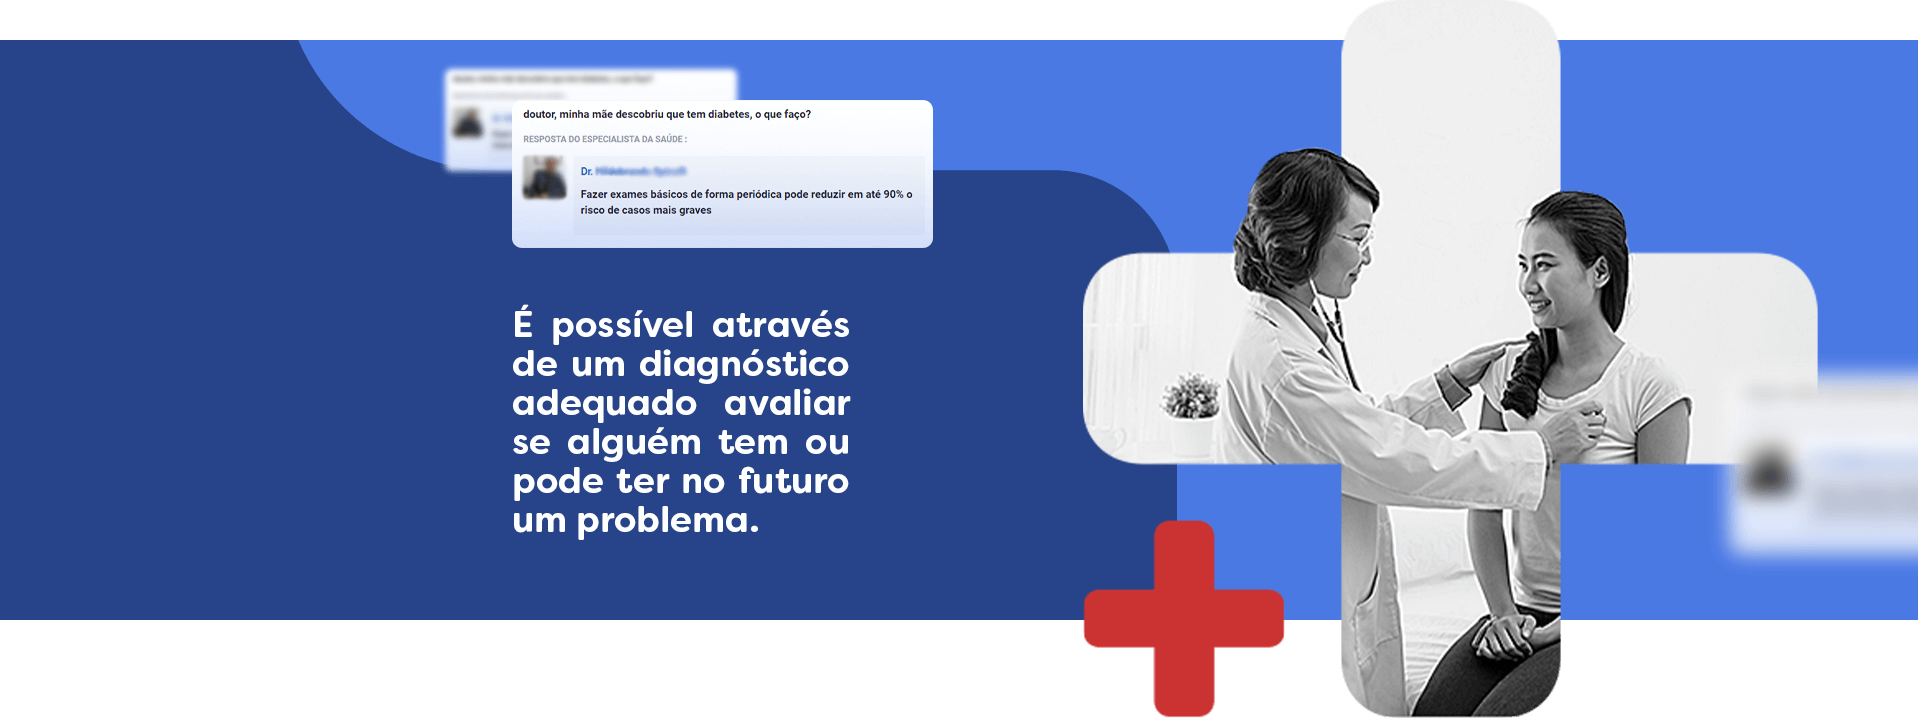 doutor, minha mãe descobriu que tem diabetes, o que faço?
RESPOSTA DO ESPECIALISTA DA SAÚDE :
Dr.
Fazer exames básicos de forma periódica pode reduzir em até 90% o
risco de casos mais graves
É possível através
de um diagnóstico
adequado avaliar
se alguém tem ou
pode ter no futuro
um problema.